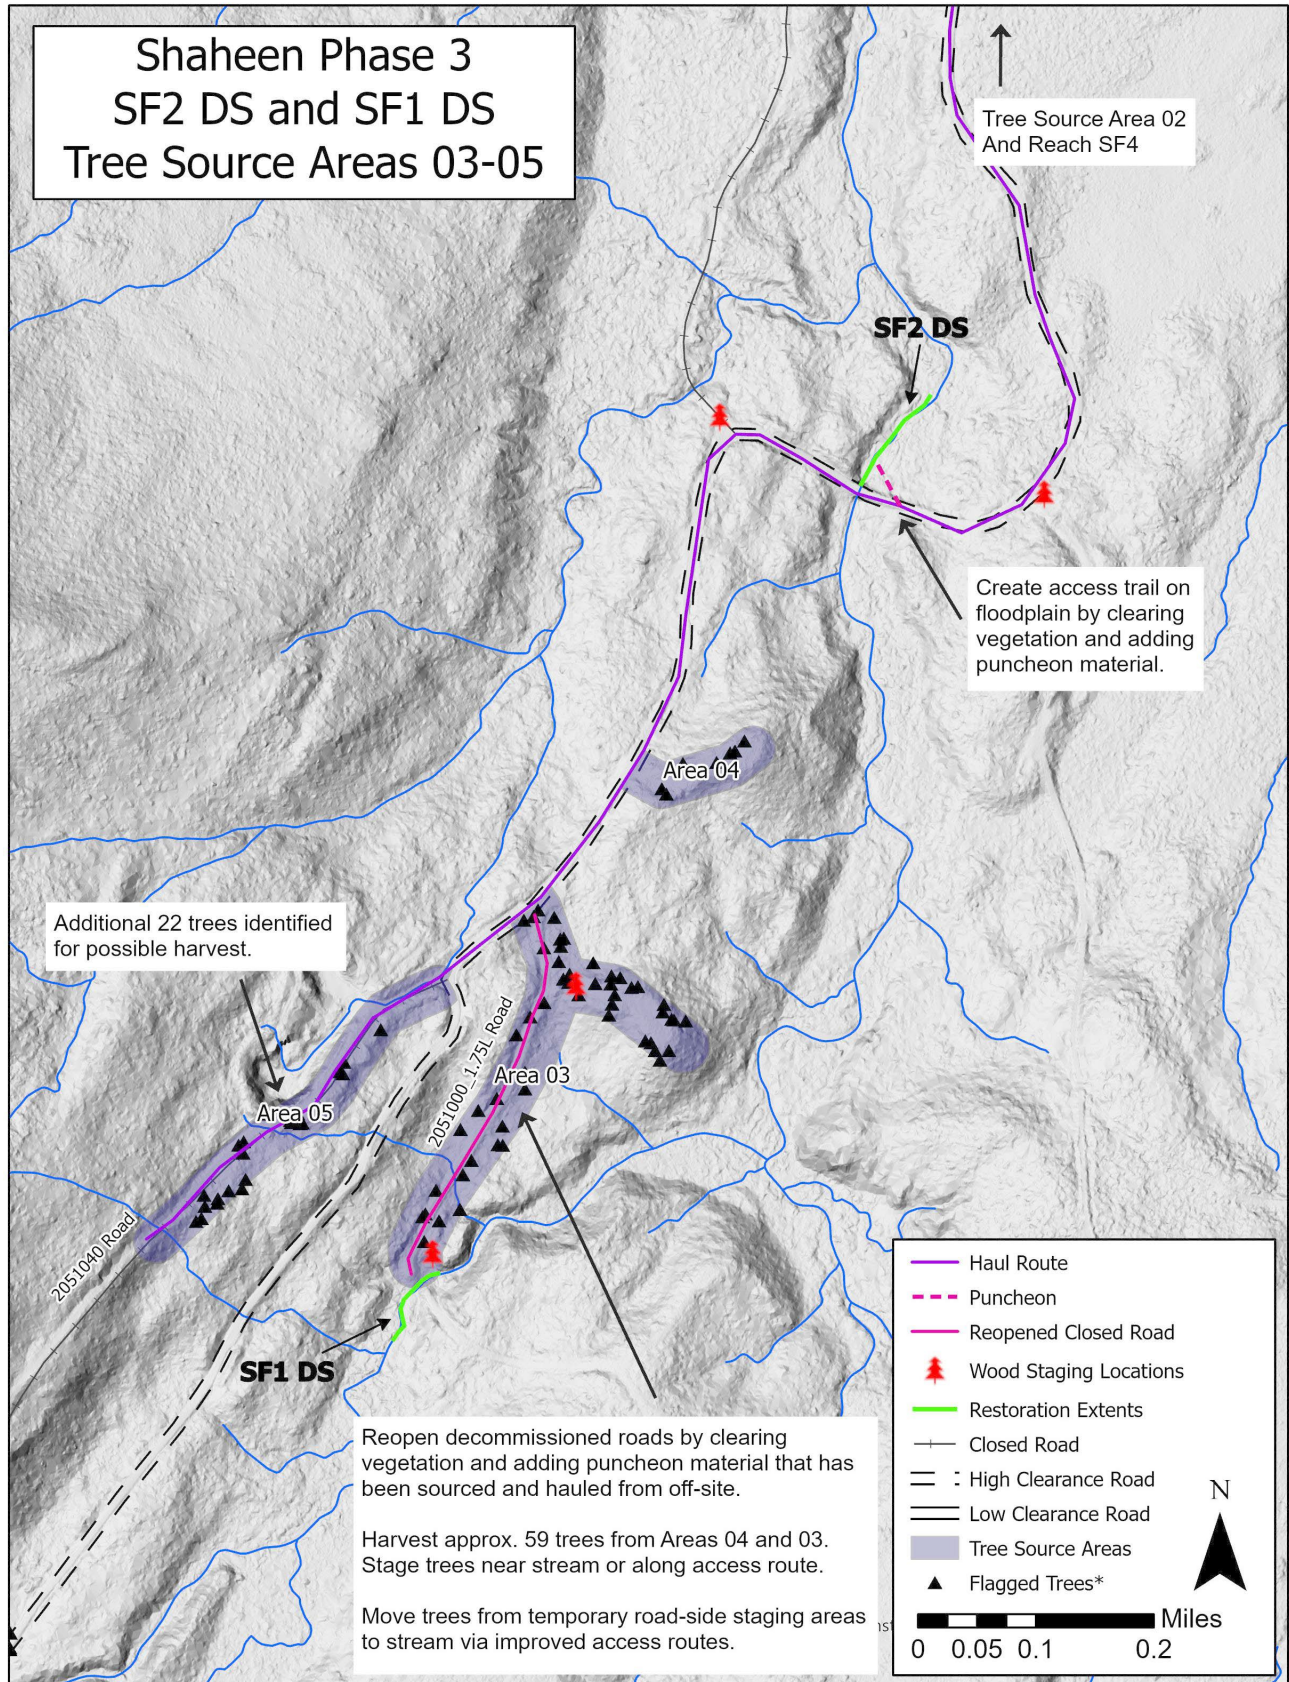 Shaheen Phase 3
SF2 DS and SF1 DS
Tree Source Areas 03-05
Tree Source Area 02
And Reach SF4
SF2 DS
Create access trail on
floodplain by clearing
vegetation and adding
puncheon material.
Area 04
Additional 22 trees identified
for possible harvest.
2051000_1.75L Road
Area 03
Area 05
2051040 Road
SF1 DS
Reopen decommissioned roads by clearing
vegetation and adding puncheon material that has
been sourced and hauled from off-site.
Harvest approx. 59 trees from Areas 04 and 03.
Stage trees near stream or along access route.
Move trees from temporary road-side staging areas
to stream via improved access routes.
Haul Route
Puncheon
Reopened Closed Road
Wood Staging Locations
Restoration Extents
Closed Road
High Clearance Road
Low Clearance Road
Tree Source Areas
Flagged Trees*
N
Miles
0 0.05 0.1 0.2